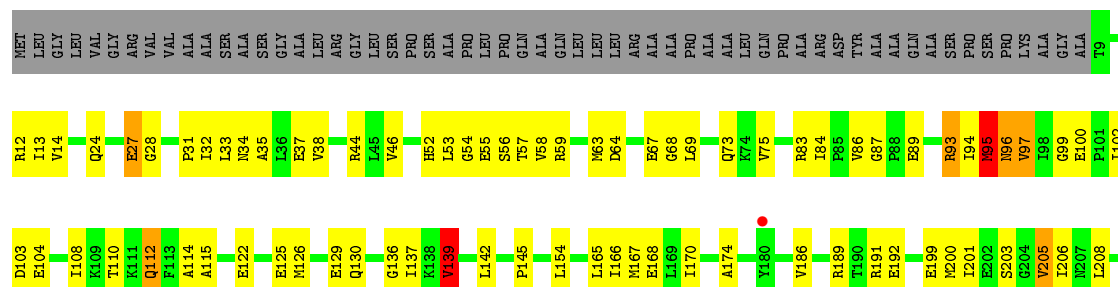 MET LEU GLY LEU VAL GLY ARG VAL VAL ALA ALA SER ALA SER GLY ALA LEU ARG GLY LEU SER PRO SER ALA PRO LEU PRO GLN ALA GLN LEU LEU LEU ARG ALA ALA PRO ALA ALA LEU GLN PRO ALA ARG ASP TYR ALA ALA GLN ALA SER PRO SER PRO LYS ALA GLY ALA T9
R12 I13 V14 Q24 E27 G28 P31 I32 L33 N34 A35 L36 E37 V38 R44 L45 V46 H52 L53 G54 E55 S56 T57 V58 R59 M63 D64 E67 G68 L69 Q73 K74 V75 R83 I84 P85 V86 G87 P88 E89 R93 I94 M95 N96 V97 I98 G99 E100 P101 I102
D103 E104 I108 K109 T110 K111 Q112 F113 A114 A115 E122 E125 M126 E129 Q130 G136 I137 K138 V139 L142 P145 L154 L165 I166 M167 E168 L169 I170 A174 Y180 V186 R189 T190 R191 E192 E199 M200 I201 E202 S203 G204 V205 I206 N207 L208